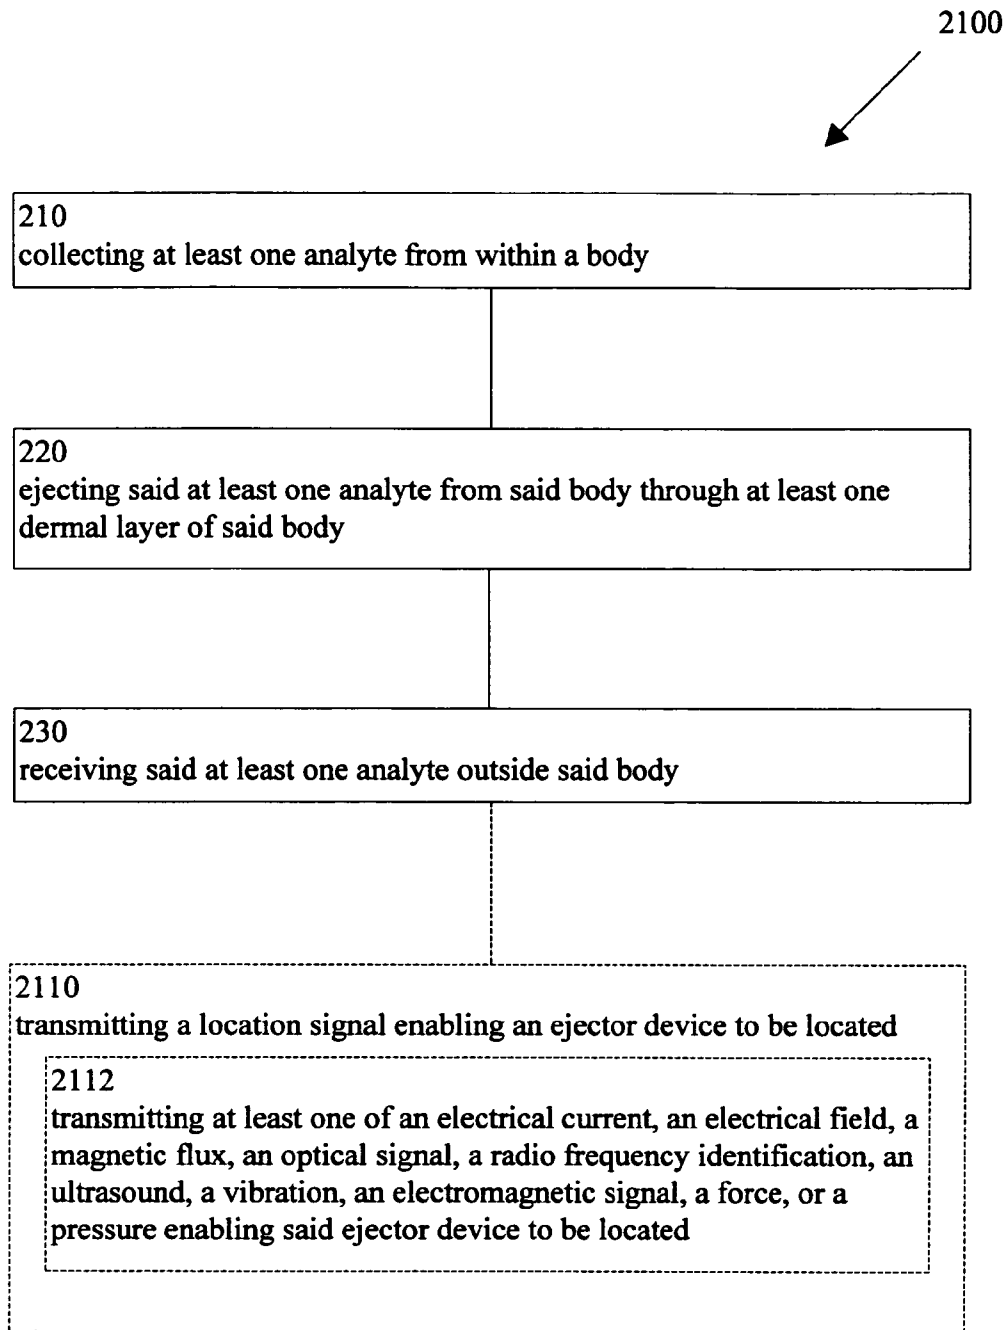 2100
210
collecting at least one analyte from within a body
220
ejecting said at least one analyte from said body through at least one
dermal layer of said body
230
receiving said at least one analyte outside said body
2110
transmitting a location signal enabling an ejector device to be located
2112
transmitting at least one of an electrical current, an electrical field, a
magnetic flux, an optical signal, a radio frequency identification, an
ultrasound, a vibration, an electromagnetic signal, a force, or a
pressure enabling said ejector device to be located